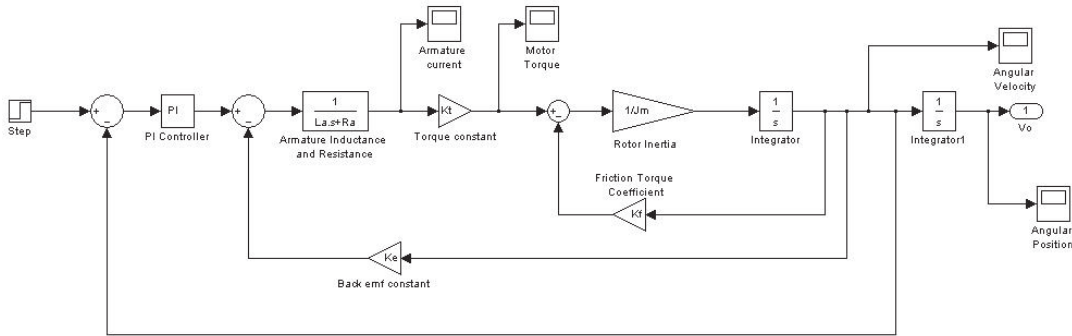 Step
+
−
PI
PI Controller
+
−
1
La.s+Ra
Armature Inductance
and Resistance
Armature
current
Kt
Torque constant
Motor
Torque
+
−
1/Jm
Rotor Inertia
1
s
Integrator
Angular
Velocity
1
s
Integrator1
1
Vo
Friction Torque
Coefficient
Kf
Angular
Position
Ke
Back emf constant